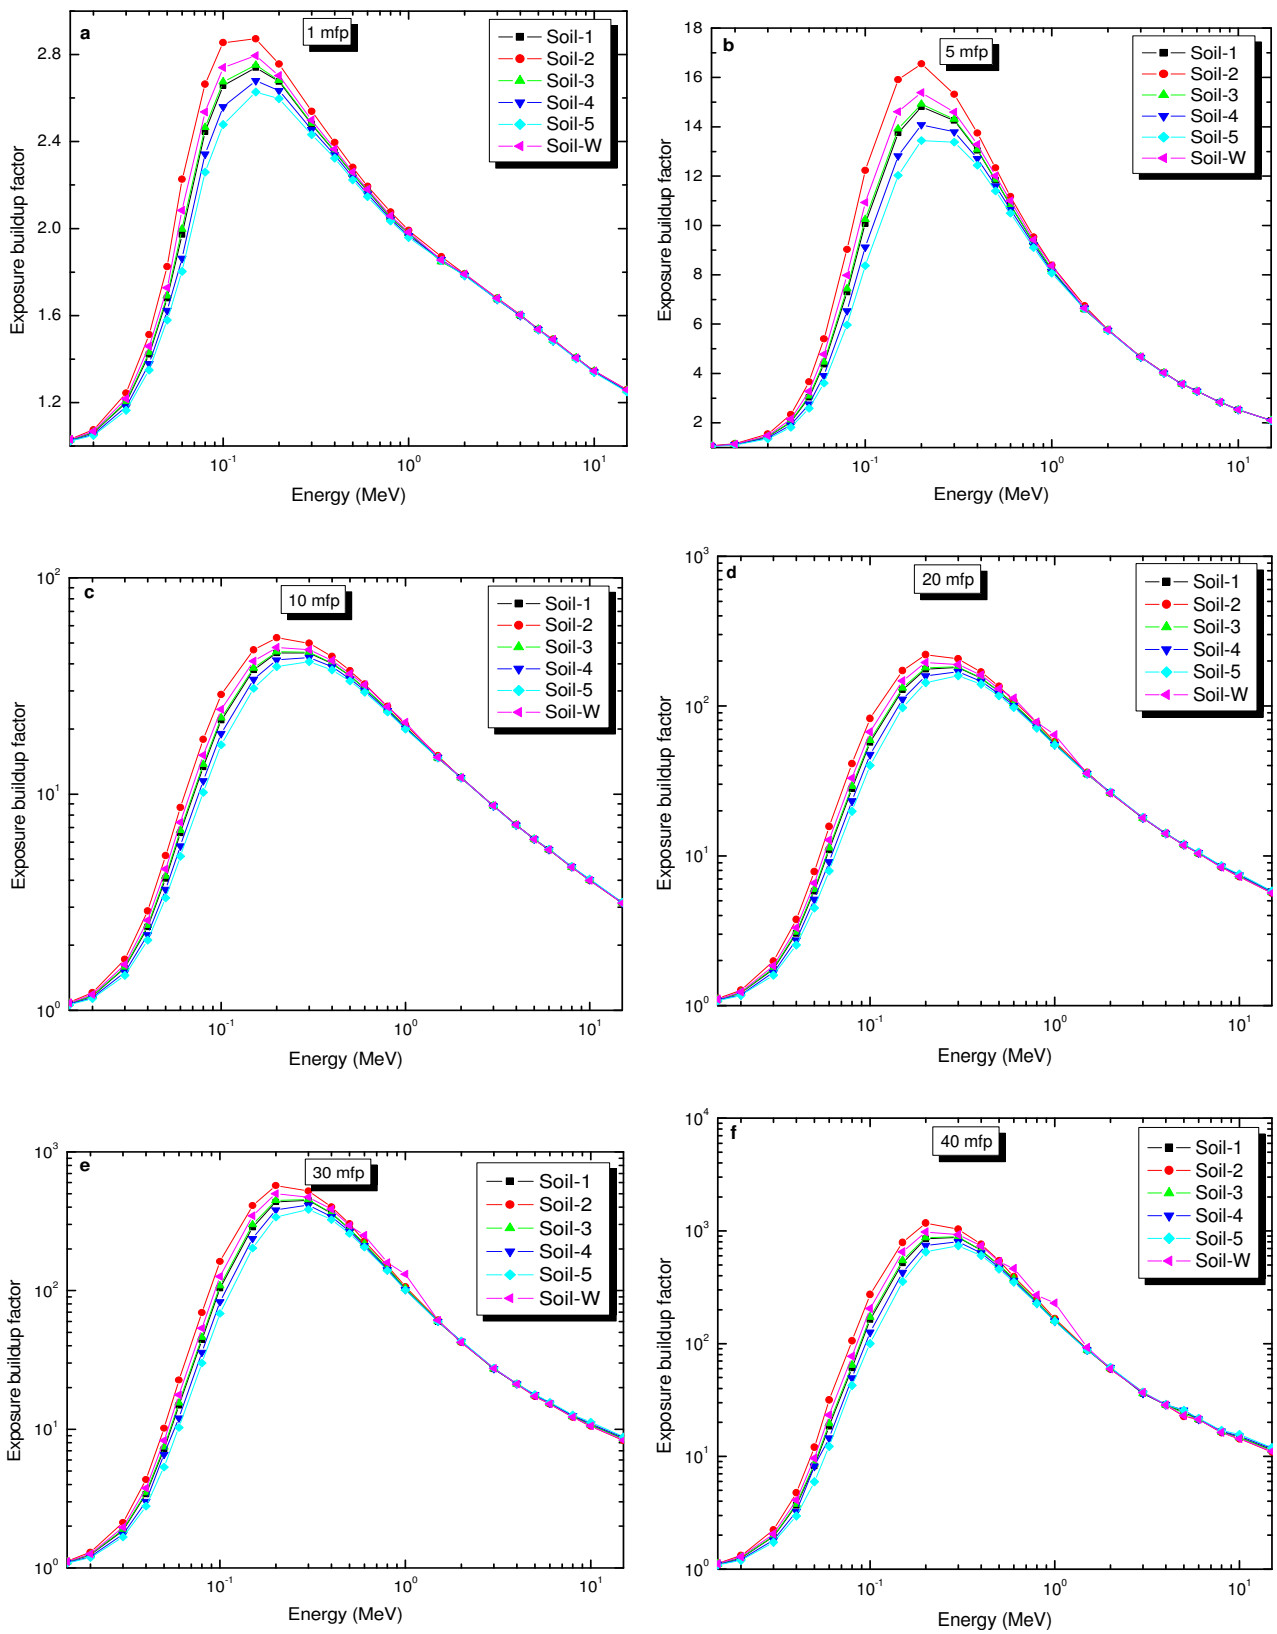 a
1 mfp
Soil-1
Soil-2
Soil-3
Soil-4
Soil-5
Soil-W
2.8
2.4
2.0
1.6
1.2
10⁻¹
10⁰
10¹
Exposure buildup factor
Energy (MeV)
b
5 mfp
Soil-1
Soil-2
Soil-3
Soil-4
Soil-5
Soil-W
18
16
14
12
10
8
6
4
2
10⁻¹
10⁰
10¹
Exposure buildup factor
Energy (MeV)
c
10 mfp
Soil-1
Soil-2
Soil-3
Soil-4
Soil-5
Soil-W
10²
10¹
10⁰
10⁻¹
10⁰
10¹
Exposure buildup factor
Energy (MeV)
d
20 mfp
Soil-1
Soil-2
Soil-3
Soil-4
Soil-5
Soil-W
10³
10²
10¹
10⁰
10⁻¹
10⁰
10¹
Exposure buildup factor
Energy (MeV)
e
30 mfp
Soil-1
Soil-2
Soil-3
Soil-4
Soil-5
Soil-W
10³
10²
10¹
10⁰
10⁻¹
10⁰
10¹
Exposure buildup factor
Energy (MeV)
f
40 mfp
Soil-1
Soil-2
Soil-3
Soil-4
Soil-5
Soil-W
10⁴
10³
10²
10¹
10⁰
10⁻¹
10⁰
10¹
Exposure buildup factor
Energy (MeV)